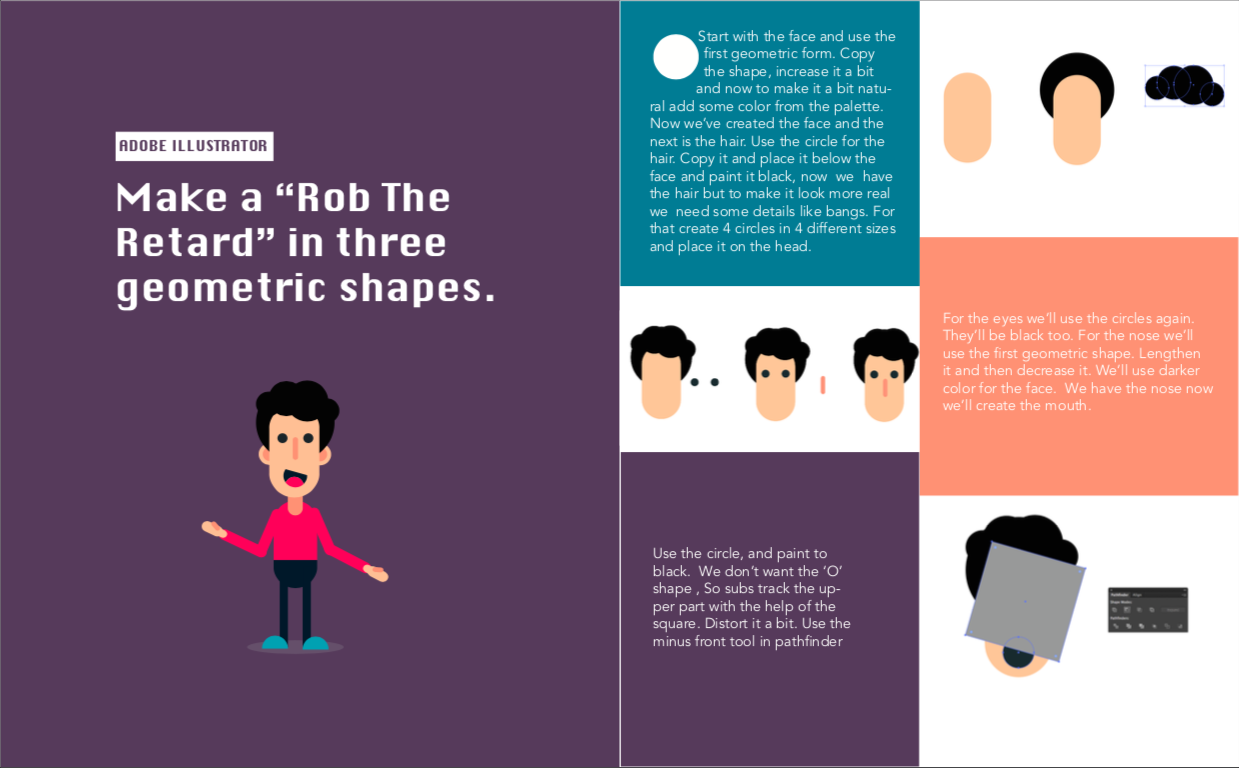 ADOBE ILLUSTRATOR
Make a “Rob The
Retard” in three
geometric shapes.
Start with the face and use the
first geometric form. Copy
the shape, increase it a bit
and now to make it a bit natu-
ral add some color from the palette.
Now we’ve created the face and the
next is the hair. Use the circle for the
hair. Copy it and place it below the
face and paint it black, now we have
the hair but to make it look more real
we need some details like bangs. For
that create 4 circles in 4 different sizes
and place it on the head.
For the eyes we’ll use the circles again.
They’ll be black too. For the nose we’ll
use the first geometric shape. Lengthen
it and then decrease it. We’ll use darker
color for the face. We have the nose now
we’ll create the mouth.
Use the circle, and paint to
black. We don’t want the ‘O’
shape , So subs track the up-
per part with the help of the
square. Distort it a bit. Use the
minus front tool in pathfinder